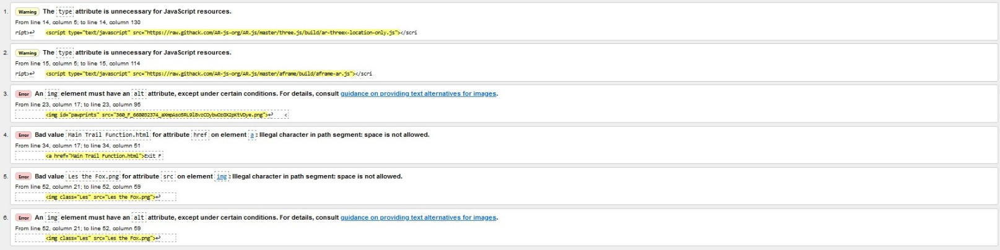 1. Warning The type attribute is unnecessary for JavaScript resources.
From line 14, column 5; to line 14, column 130
ript>↩ <script type="text/javascript" src="https://raw.githack.com/AR-js-org/AR.js/master/three.js/build/ar-threex-location-only.js"></scri
2. Warning The type attribute is unnecessary for JavaScript resources.
From line 15, column 5; to line 15, column 114
ript>↩ <script type="text/javascript" src="https://raw.githack.com/AR-js-org/AR.js/master/aframe/build/aframe-ar.js"></scri
3. Error An img element must have an alt attribute, except under certain conditions. For details, consult guidance on providing text alternatives for images.
From line 23, column 17; to line 23, column 95
<img id="pawprints" src="360_F_668032374_aXmpAso5RL9l8vzCOybwOzGX2pKtVDye.png">↩ <
4. Error Bad value Main Trail Function.html for attribute href on element a: Illegal character in path segment: space is not allowed.
From line 34, column 17; to line 34, column 51
<a href="Main Trail Function.html">Exit F
5. Error Bad value Les the Fox.png for attribute src on element img: Illegal character in path segment: space is not allowed.
From line 52, column 21; to line 52, column 59
<img class="Les" src="Les the Fox.png">↩
6. Error An img element must have an alt attribute, except under certain conditions. For details, consult guidance on providing text alternatives for images.
From line 52, column 21; to line 52, column 59
<img class="Les" src="Les the Fox.png">↩